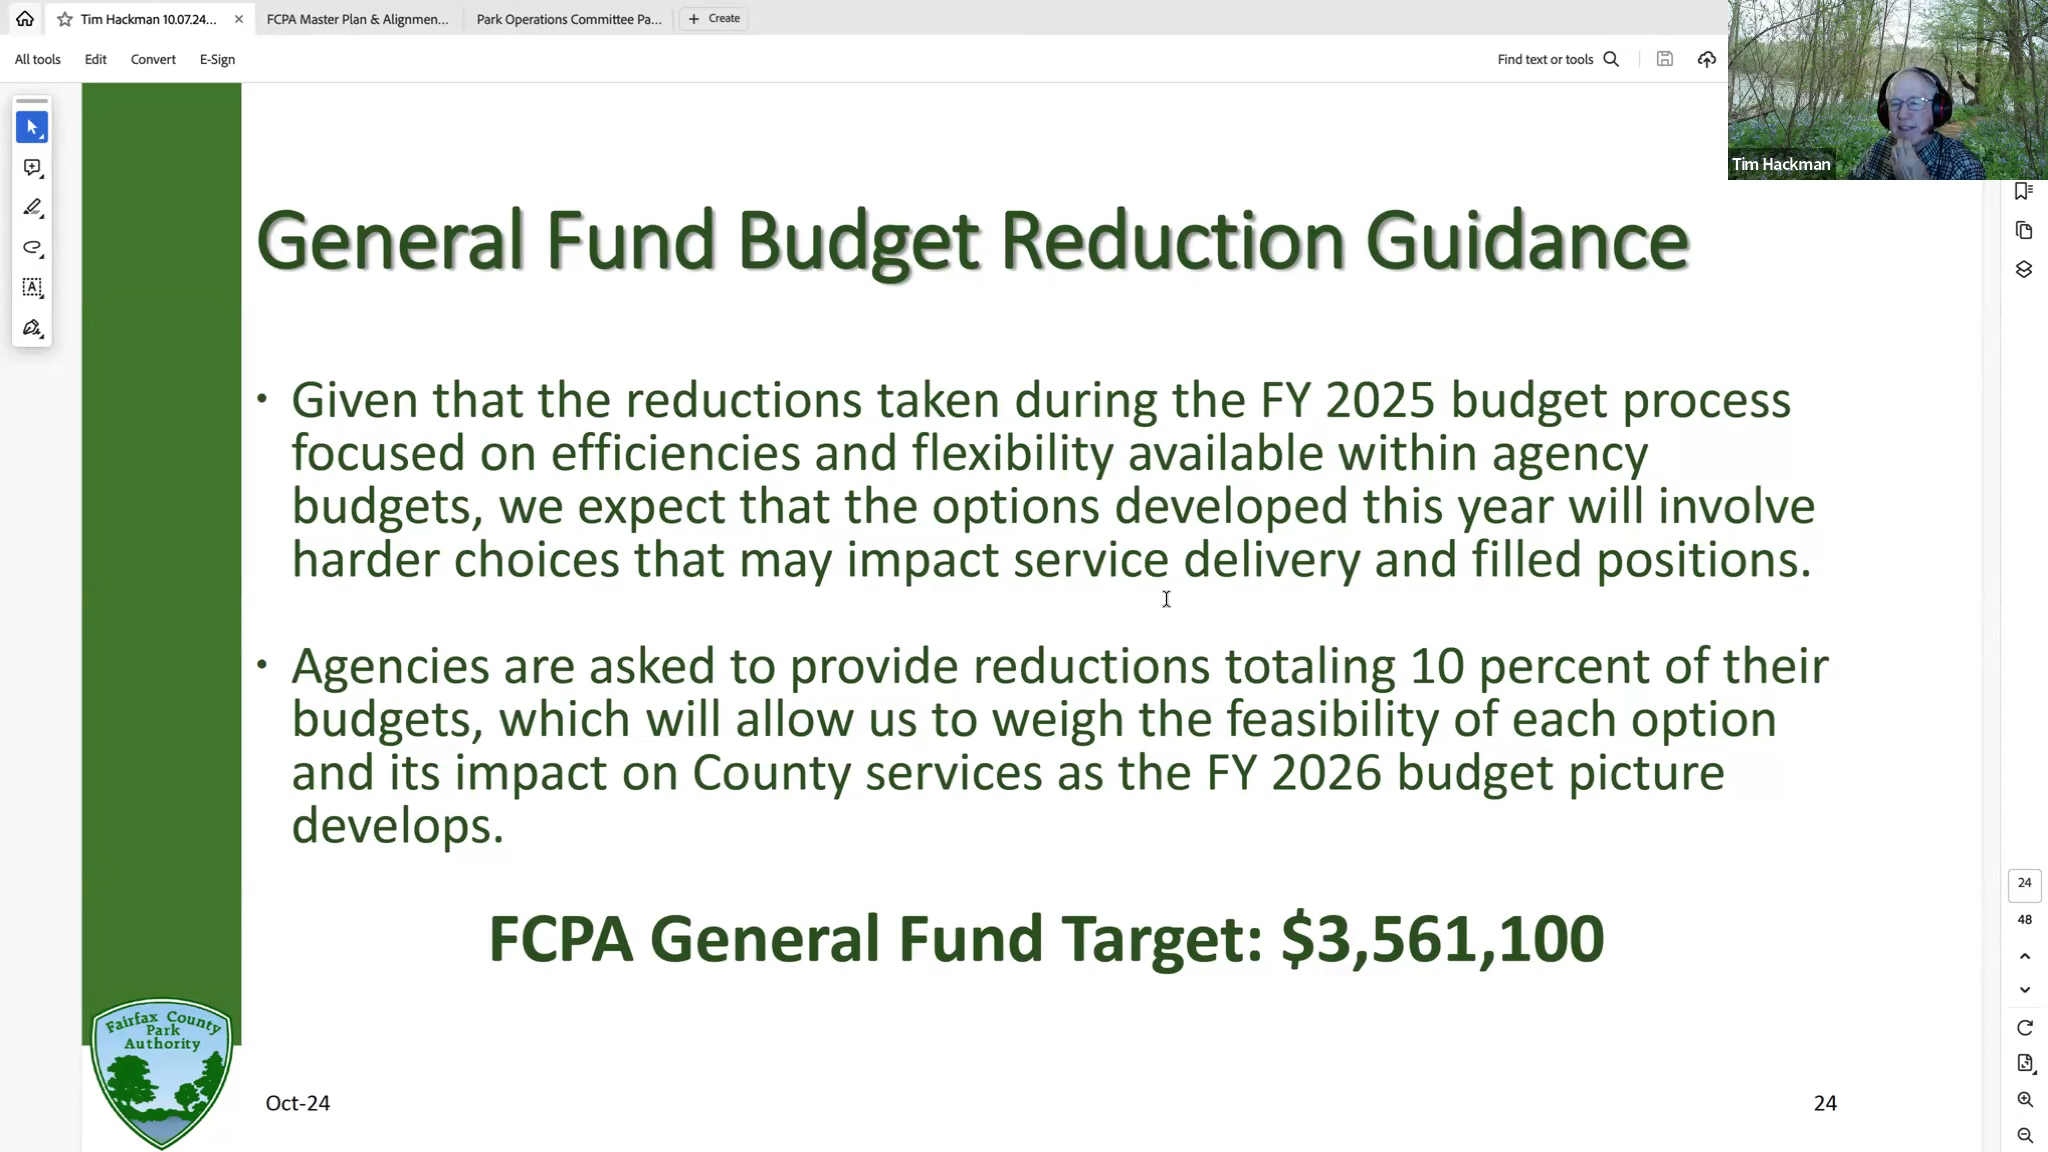 Tim Hackman 10.07.24...
FCPA Master Plan & Alignmen...
Park Operations Committee Pa...
Create
All tools
Edit
Convert
E-Sign
Find text or tools
Tim Hackman
General Fund Budget Reduction Guidance
• Given that the reductions taken during the FY 2025 budget process
focused on efficiencies and flexibility available within agency
budgets, we expect that the options developed this year will involve
harder choices that may impact service delivery and filled positions.
• Agencies are asked to provide reductions totaling 10 percent of their
budgets, which will allow us to weigh the feasibility of each option
and its impact on County services as the FY 2026 budget picture
develops.
FCPA General Fund Target: $3,561,100
24
48
Fairfax County
Park
Authority
Oct-24
24